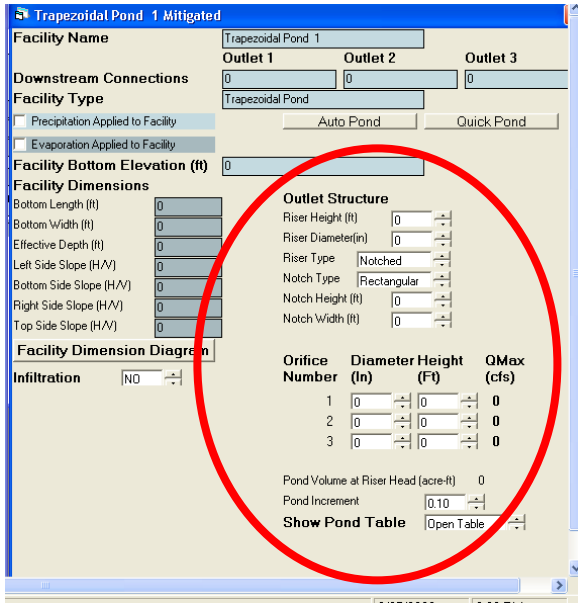 Trapezoidal Pond 1 Mitigated
Facility Name Trapezoidal Pond 1
Outlet 1 Outlet 2 Outlet 3
Downstream Connections 0 0 0
Facility Type Trapezoidal Pond
Precipitation Applied to Facility Auto Pond Quick Pond
Evaporation Applied to Facility
Facility Bottom Elevation (ft) 0
Facility Dimensions
Bottom Length (ft) 0
Bottom Width (ft) 0
Effective Depth (ft) 0
Left Side Slope (H/V) 0
Bottom Side Slope (H/V) 0
Right Side Slope (H/V) 0
Top Side Slope (H/V) 0
Facility Dimension Diagram
Infiltration NO
Outlet Structure
Riser Height (ft) 0
Riser Diameter(in) 0
Riser Type Notched
Notch Type Rectangular
Notch Height (ft) 0
Notch Width (ft) 0
Orifice Diameter Height QMax
Number (In) (Ft) (cfs)
1 0 0 0
2 0 0 0
3 0 0 0
Pond Volume at Riser Head (acre-ft) 0
Pond Increment 0.10
Show Pond Table Open Table